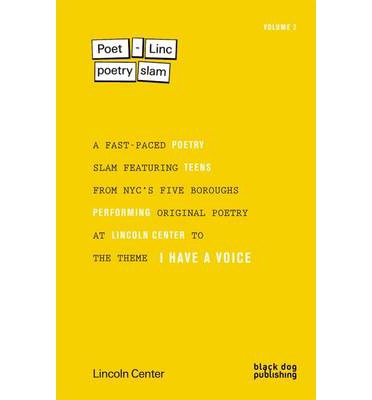 VOLUME 2
Poet - Linc
poetry slam
A FAST-PACED POETRY
SLAM FEATURING TEENS
FROM NYC'S FIVE BOROUGHS
PERFORMING ORIGINAL POETRY
AT LINCOLN CENTER TO
THE THEME I HAVE A VOICE
Lincoln Center
black dog
publishing